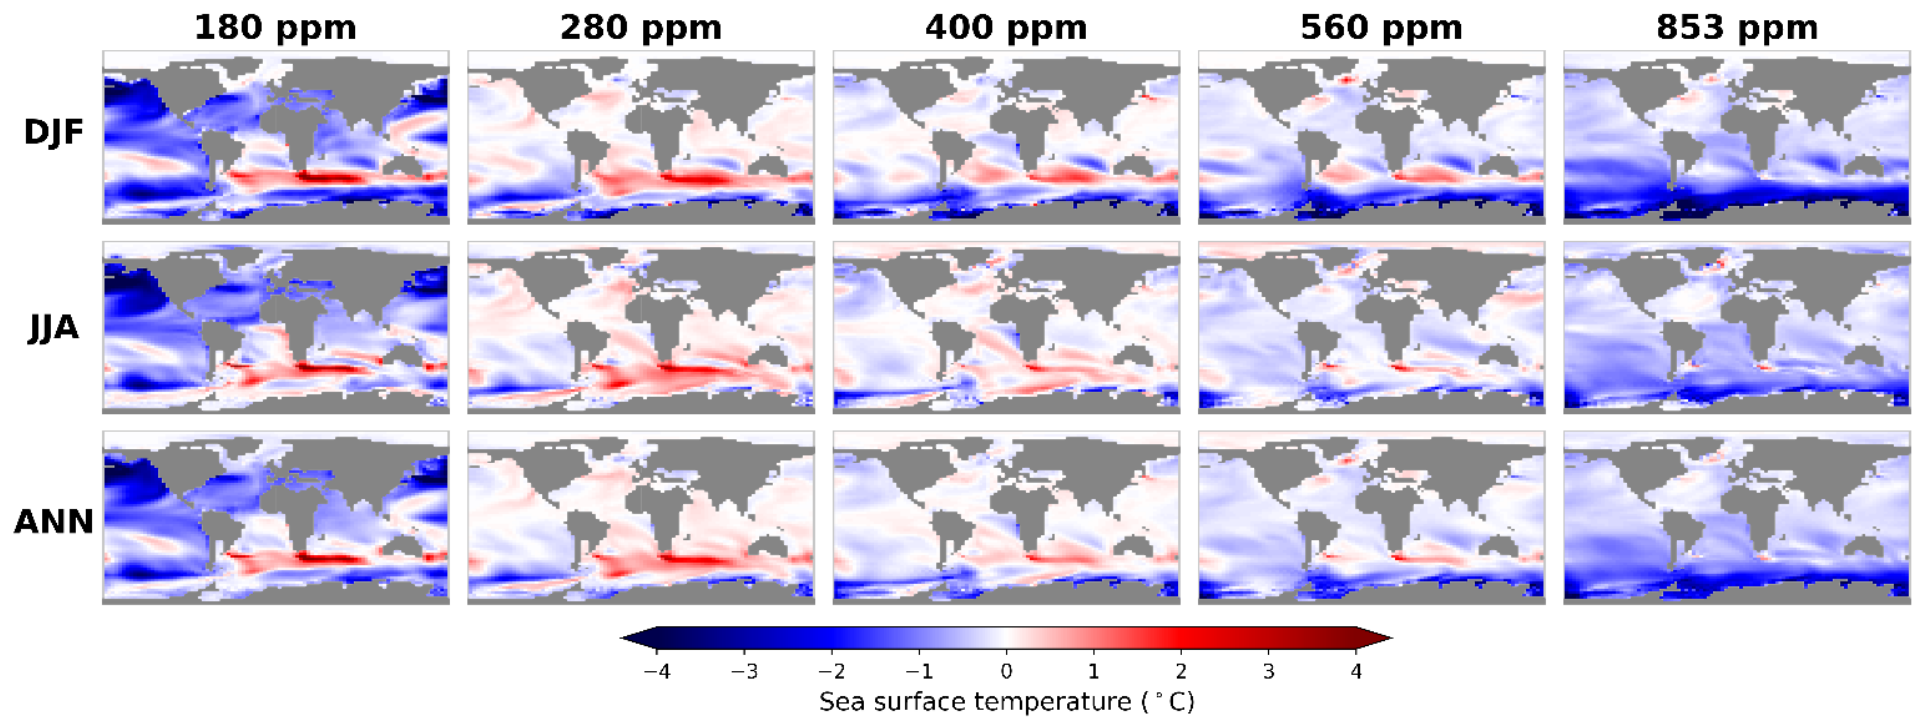 180 ppm 280 ppm 400 ppm 560 ppm 853 ppm
DJF
JJA
ANN
−4 −3 −2 −1 0 1 2 3 4
Sea surface temperature (°C)